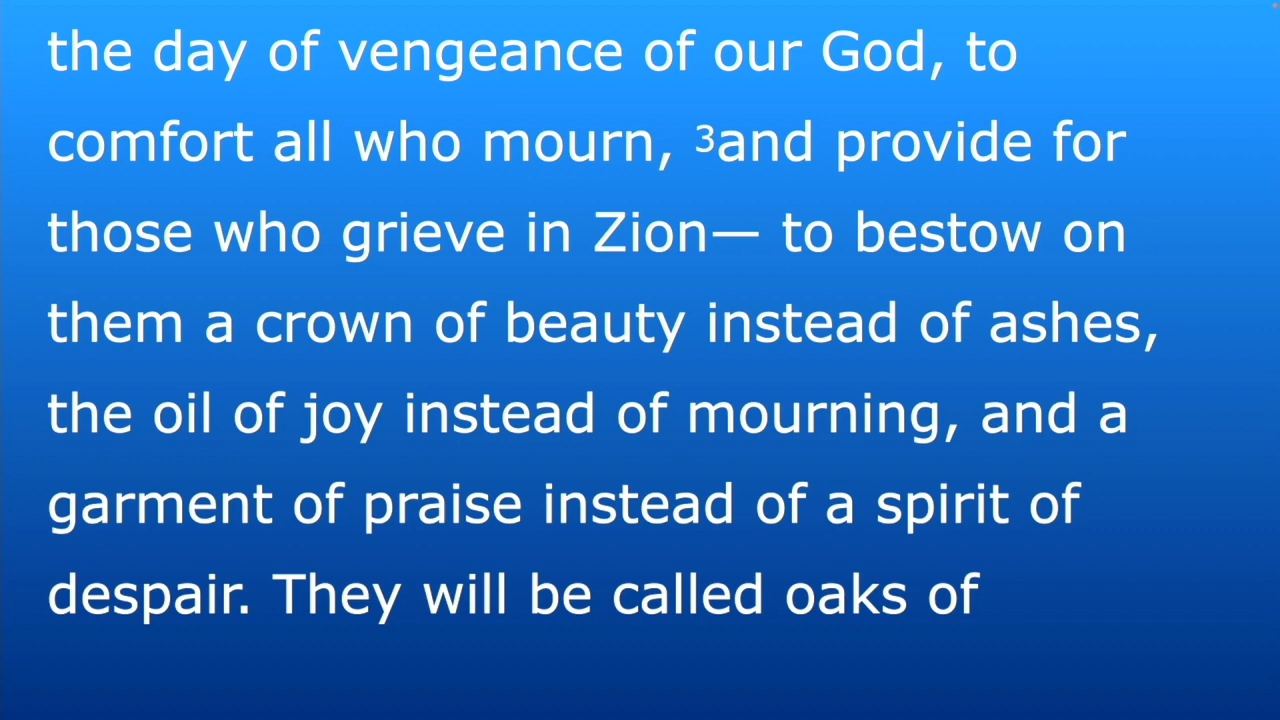 the day of vengeance of our God, to
comfort all who mourn, ³and provide for
those who grieve in Zion— to bestow on
them a crown of beauty instead of ashes,
the oil of joy instead of mourning, and a
garment of praise instead of a spirit of
despair. They will be called oaks of